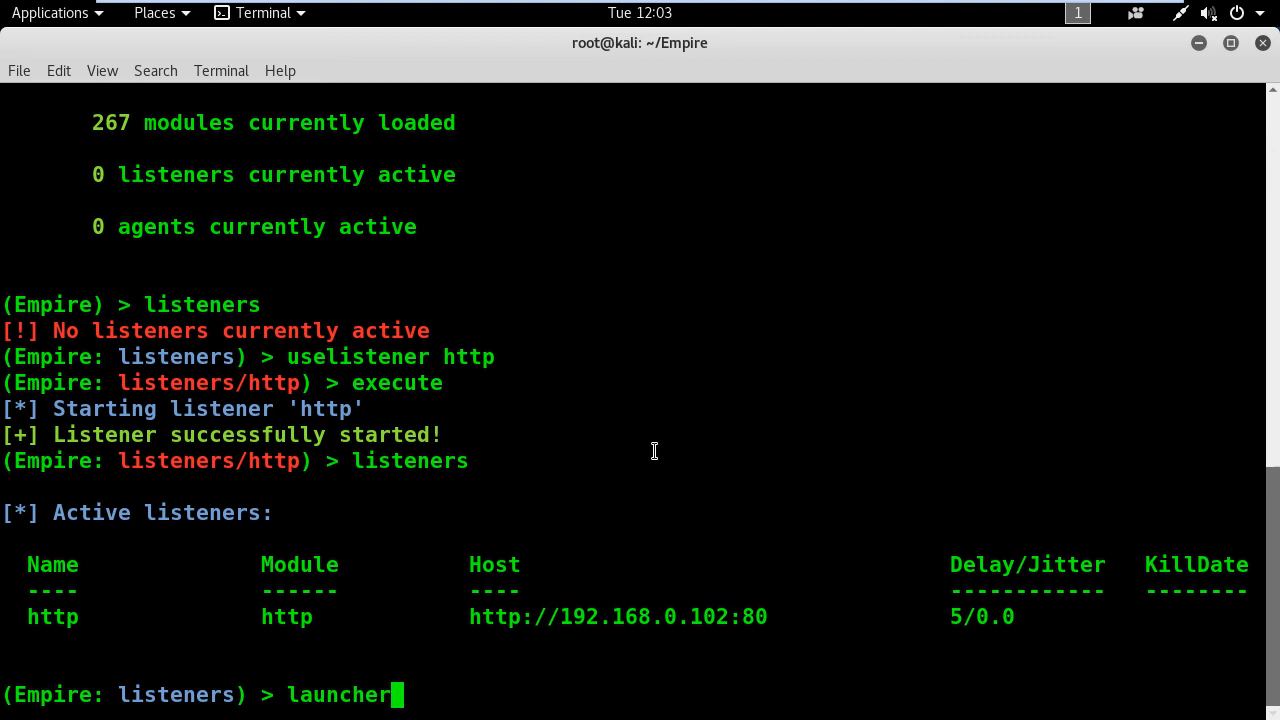 Applications Places Terminal Tue 12:03 1
root@kali: ~/Empire
File Edit View Search Terminal Help
267 modules currently loaded
0 listeners currently active
0 agents currently active
(Empire) > listeners
[!] No listeners currently active
(Empire: listeners) > uselistener http
(Empire: listeners/http) > execute
[*] Starting listener 'http'
[+] Listener successfully started!
(Empire: listeners/http) > listeners
[*] Active listeners:
Name Module Host Delay/Jitter KillDate
---- ------ ---- ------------ --------
http http http://192.168.0.102:80 5/0.0
(Empire: listeners) > launcher